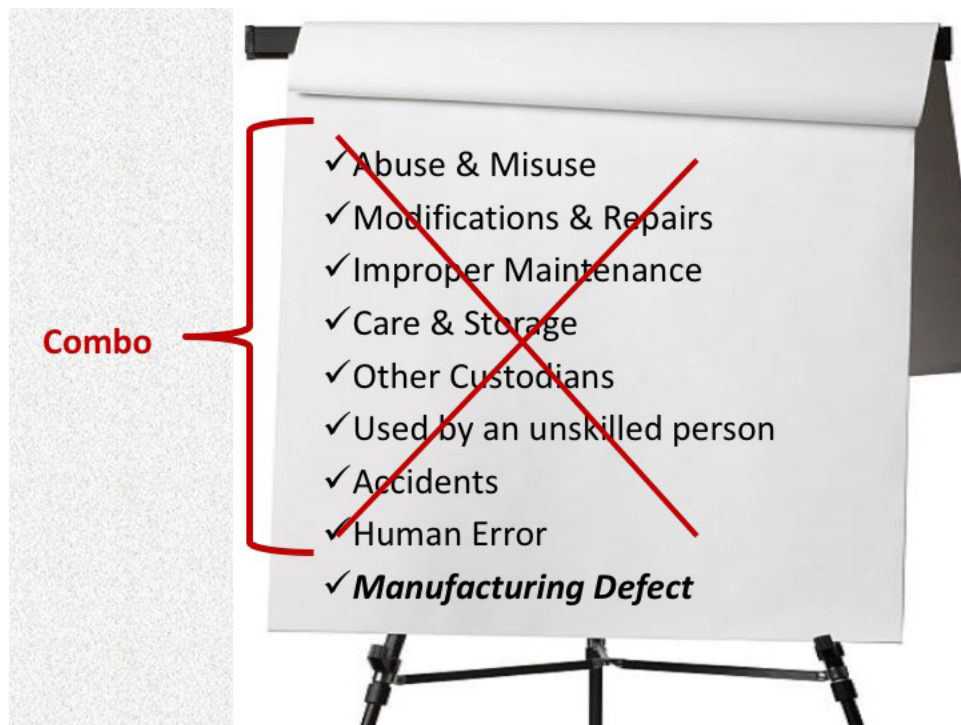 Combo
✓Abuse & Misuse
✓Modifications & Repairs
✓Improper Maintenance
✓Care & Storage
✓Other Custodians
✓Used by an unskilled person
✓Accidents
✓Human Error
✓Manufacturing Defect